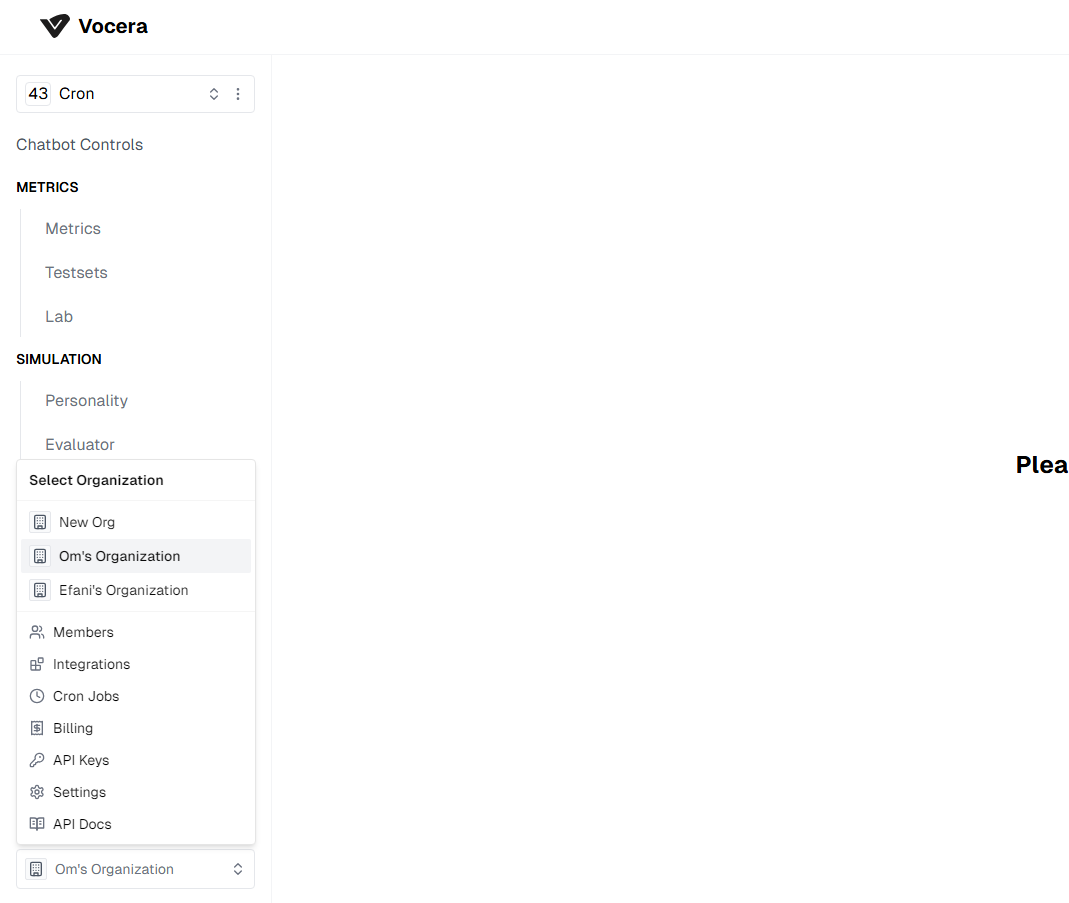 Vocera
43 Cron
Chatbot Controls
METRICS
Metrics
Testsets
Lab
SIMULATION
Personality
Evaluator
Select Organization
New Org
Om's Organization
Efani's Organization
Members
Integrations
Cron Jobs
Billing
API Keys
Settings
API Docs
Om's Organization
Plea